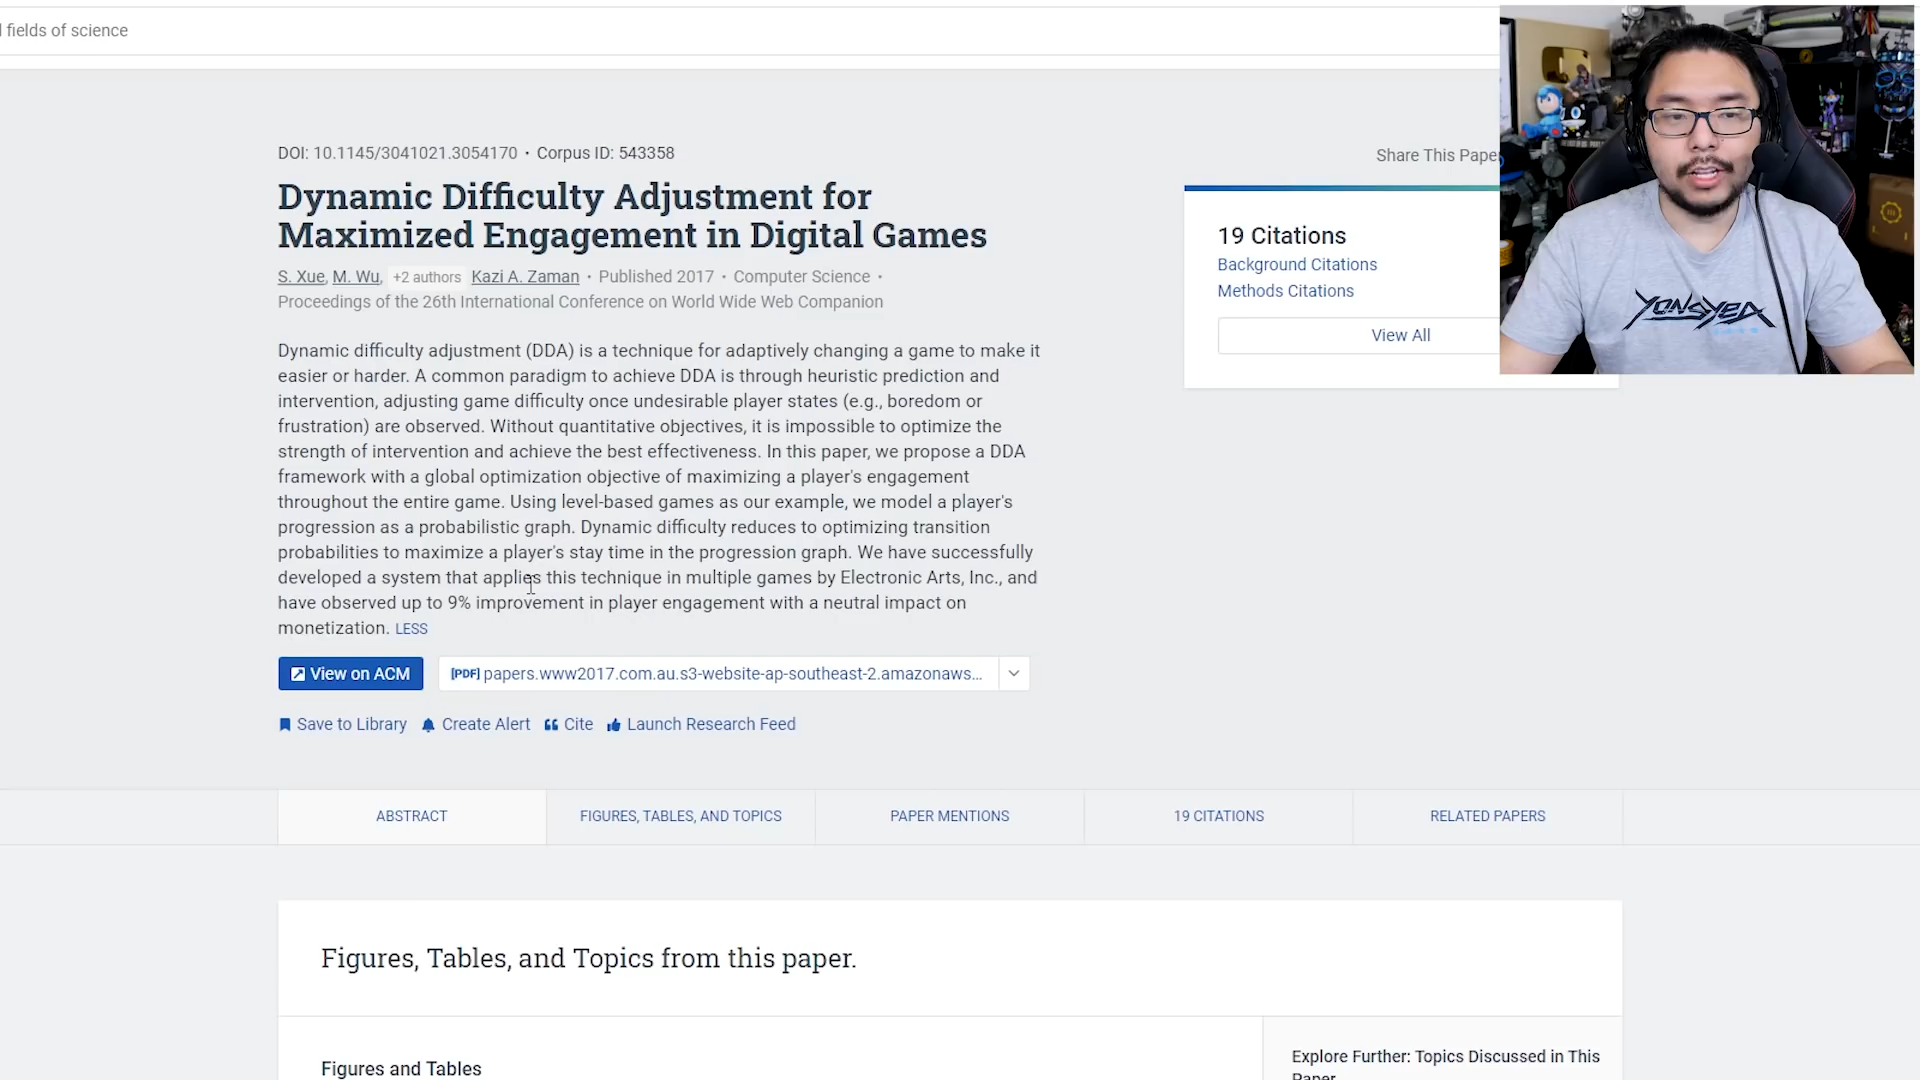 fields of science
DOI: 10.1145/3041021.3054170 · Corpus ID: 543358
Dynamic Difficulty Adjustment for
Maximized Engagement in Digital Games
S. Xue, M. Wu, +2 authors Kazi A. Zaman · Published 2017 · Computer Science ·
Proceedings of the 26th International Conference on World Wide Web Companion
Dynamic difficulty adjustment (DDA) is a technique for adaptively changing a game to make it
easier or harder. A common paradigm to achieve DDA is through heuristic prediction and
intervention, adjusting game difficulty once undesirable player states (e.g., boredom or
frustration) are observed. Without quantitative objectives, it is impossible to optimize the
strength of intervention and achieve the best effectiveness. In this paper, we propose a DDA
framework with a global optimization objective of maximizing a player's engagement
throughout the entire game. Using level-based games as our example, we model a player's
progression as a probabilistic graph. Dynamic difficulty reduces to optimizing transition
probabilities to maximize a player's stay time in the progression graph. We have successfully
developed a system that applies this technique in multiple games by Electronic Arts, Inc., and
have observed up to 9% improvement in player engagement with a neutral impact on
monetization. LESS
View on ACM
[PDF] papers.www2017.com.au.s3-website-ap-southeast-2.amazonaws...
Save to Library Create Alert Cite Launch Research Feed
Share This Pape
19 Citations
Background Citations
Methods Citations
View All
YONGYEA
ABSTRACT
FIGURES, TABLES, AND TOPICS
PAPER MENTIONS
19 CITATIONS
RELATED PAPERS
Figures, Tables, and Topics from this paper.
Figures and Tables
Explore Further: Topics Discussed in This
Paper